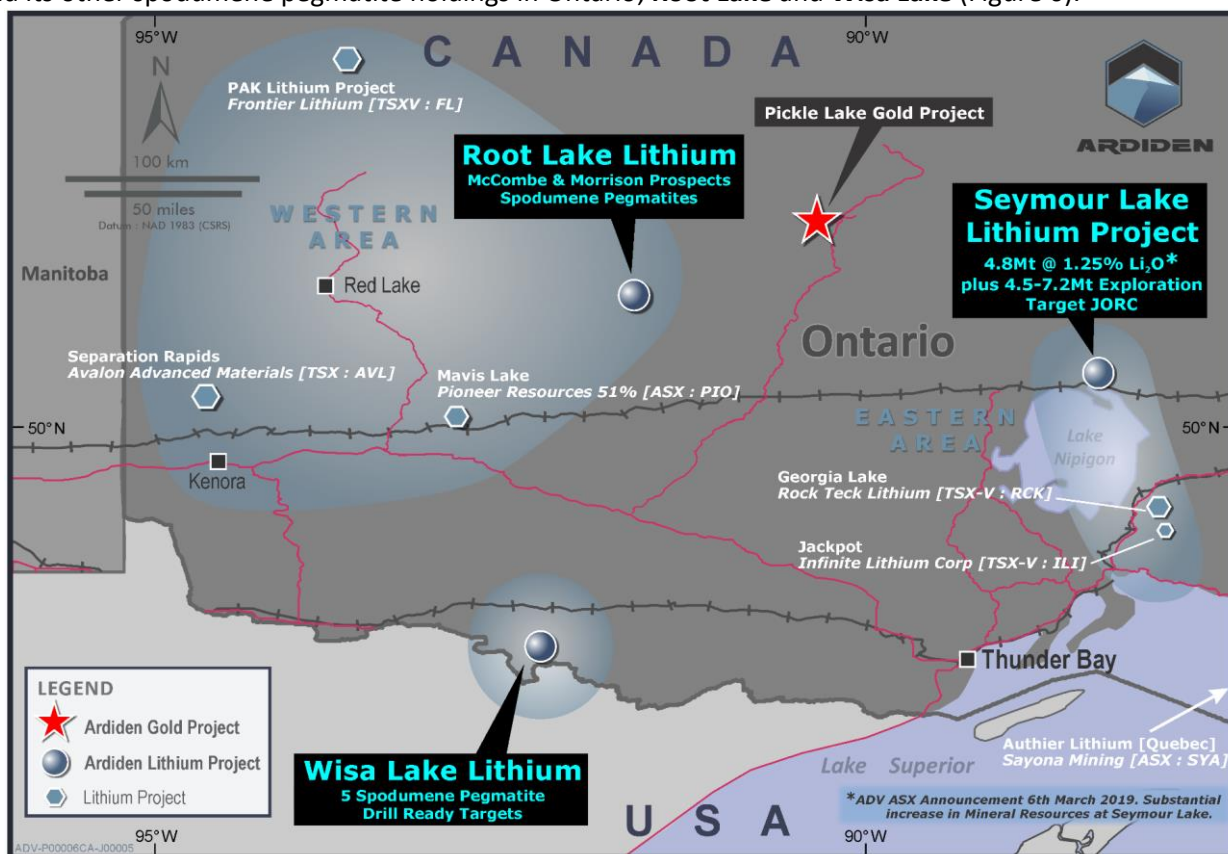 its other spodumene pegmatite holdings in Ontario, Root Lake and Wisa Lake (Figure 6).
95°W
90°W
CANADA
N
PAK Lithium Project
Frontier Lithium [TSXV : FL]
Pickle Lake Gold Project
ARDIDEN
100 km
50 miles
Datum : NAD 1983 (CSRS)
Root Lake Lithium
McCombe & Morrison Prospects
Spodumene Pegmatites
WESTERN
AREA
Seymour Lake
Lithium Project
4.8Mt @ 1.25% Li₂O*
plus 4.5-7.2Mt Exploration
Target JORC
Manitoba
Red Lake
Ontario
Separation Rapids
Avalon Advanced Materials [TSX : AVL]
Mavis Lake
Pioneer Resources 51% [ASX : PIO]
50°N
50°N
EASTERN
AREA
Lake
Nipigon
Kenora
Georgia Lake
Rock Teck Lithium [TSX-V : RCK]
Jackpot
Infinite Lithium Corp [TSX-V : ILI]
Thunder Bay
LEGEND
Ardiden Gold Project
Ardiden Lithium Project
Lithium Project
Wisa Lake Lithium
5 Spodumene Pegmatite
Drill Ready Targets
Authier Lithium [Quebec]
Sayona Mining [ASX : SYA]
Lake Superior
USA
*ADV ASX Announcement 6th March 2019. Substantial
increase in Mineral Resources at Seymour Lake.
95°W
90°W
ADV-P00006CA-J00005